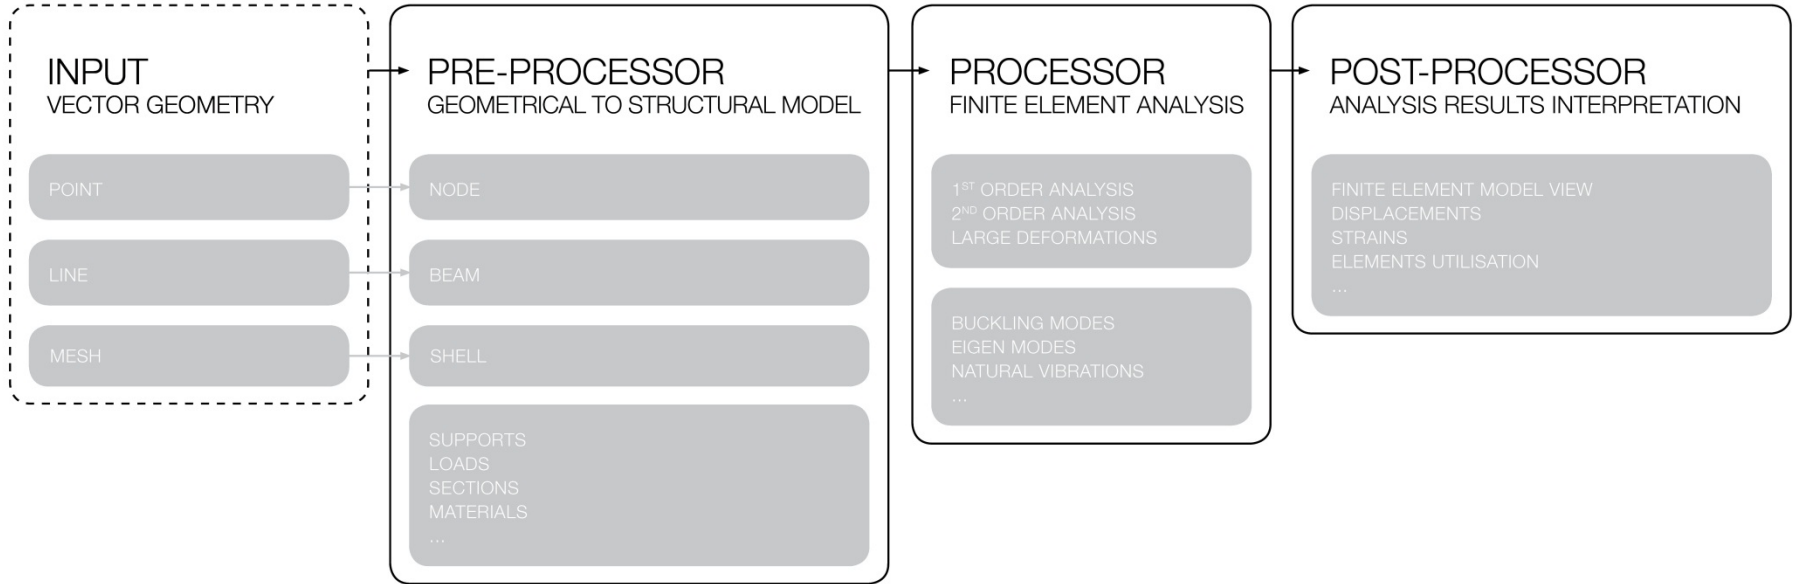 INPUT
VECTOR GEOMETRY
POINT
LINE
MESH
PRE-PROCESSOR
GEOMETRICAL TO STRUCTURAL MODEL
NODE
BEAM
SHELL
SUPPORTS
LOADS
SECTIONS
MATERIALS
...
PROCESSOR
FINITE ELEMENT ANALYSIS
1ST ORDER ANALYSIS
2ND ORDER ANALYSIS
LARGE DEFORMATIONS
BUCKLING MODES
EIGEN MODES
NATURAL VIBRATIONS
...
POST-PROCESSOR
ANALYSIS RESULTS INTERPRETATION
FINITE ELEMENT MODEL VIEW
DISPLACEMENTS
STRAINS
ELEMENTS UTILISATION
...